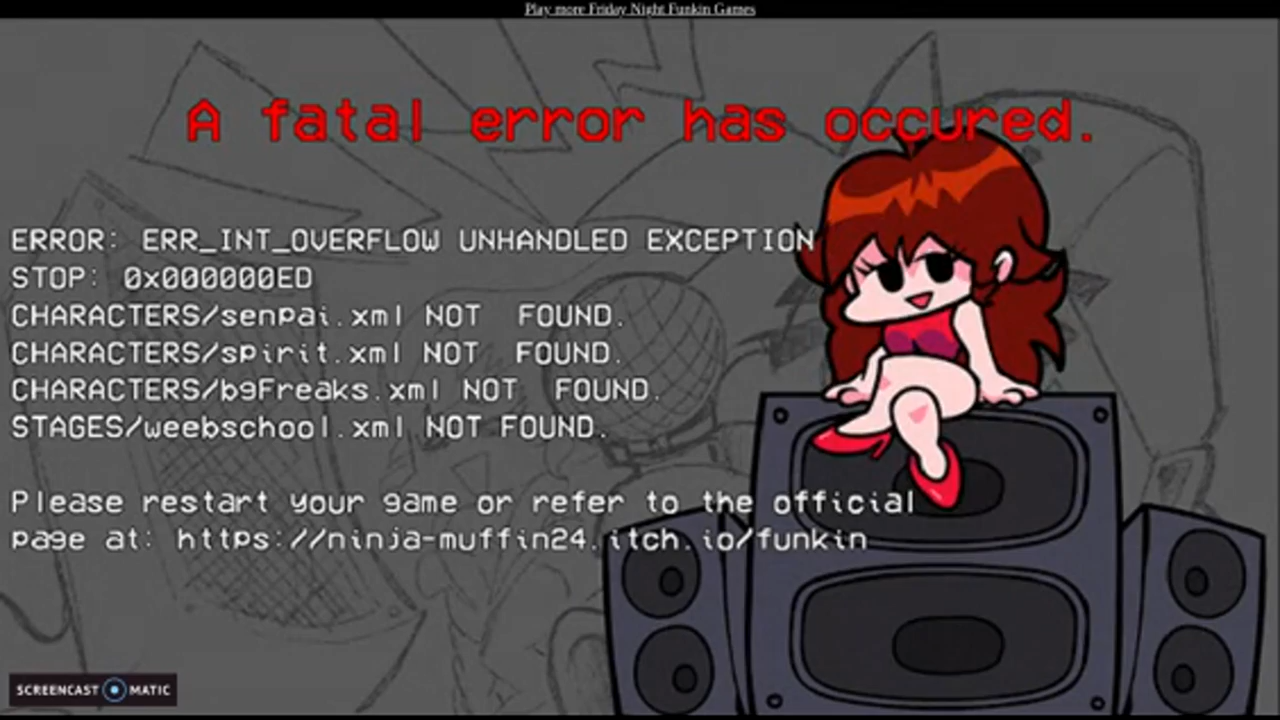 Play more Friday Night Funkin Games
A fatal error has occured.
ERROR: ERR_INT_OVERFLOW UNHANDLED EXCEPTION
STOP: 0x000000ED
CHARACTERS/senpai.xml NOT FOUND.
CHARACTERS/spirit.xml NOT FOUND.
CHARACTERS/bgFreaks.xml NOT FOUND.
STAGES/weebschool.xml NOT FOUND.
Please restart your game or refer to the official
page at: https://ninja-muffin24.itch.io/funkin
SCREENCAST MATIC